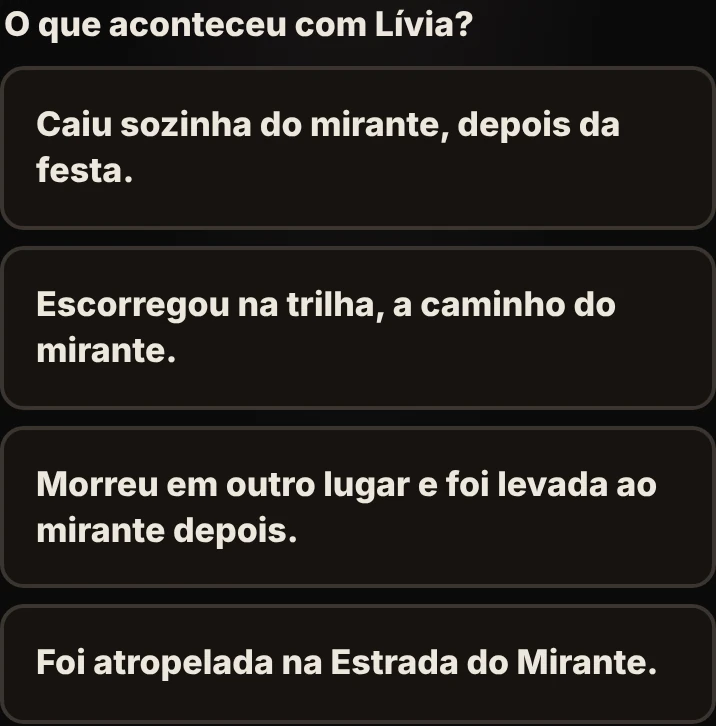 O que aconteceu com Lívia?
Caiu sozinha do mirante, depois da
festa.
Escorregou na trilha, a caminho do
mirante.
Morreu em outro lugar e foi levada ao
mirante depois.
Foi atropelada na Estrada do Mirante.